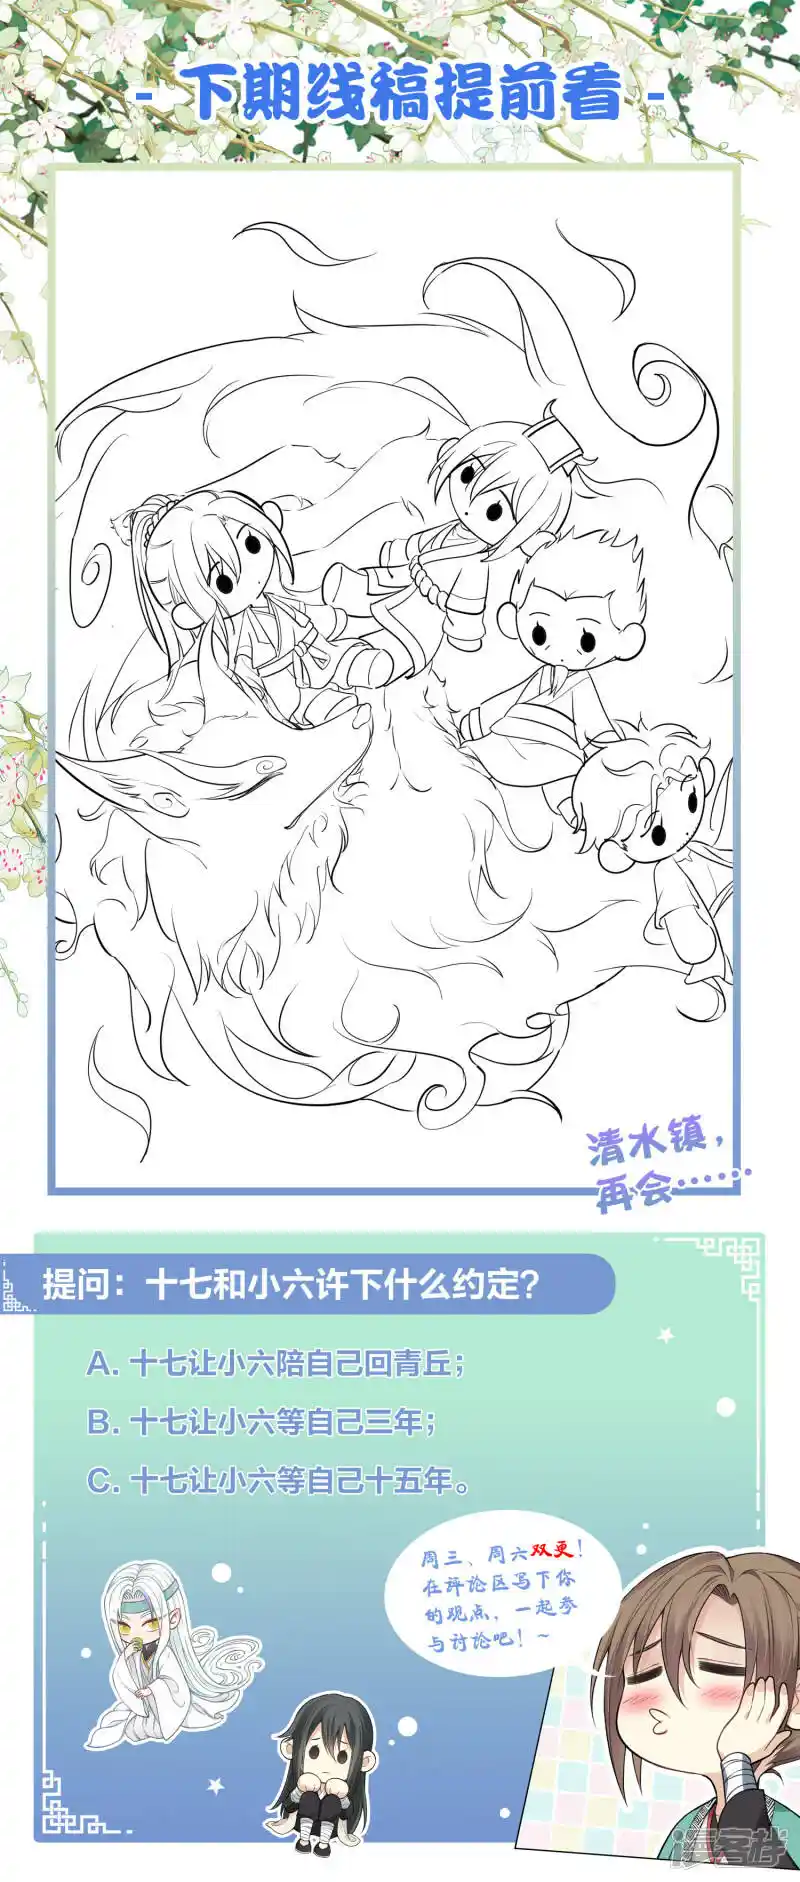 - 下期线稿提前看 -
清水镇，
再会……
提问：十七和小六许下什么约定？
A. 十七让小六陪自己回青丘；
B. 十七让小六等自己三年；
C. 十七让小六等自己十五年。
周三、周六双更！
在评论区写下你
的观点，一起参
与讨论吧！~
漫客栈